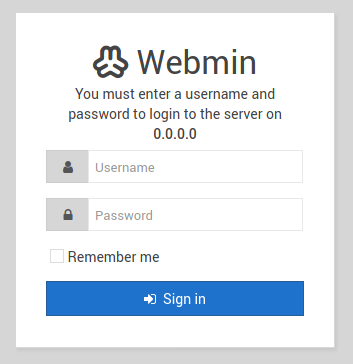 Webmin
You must enter a username and
password to login to the server on
0.0.0.0
Username
Password
Remember me
Sign in